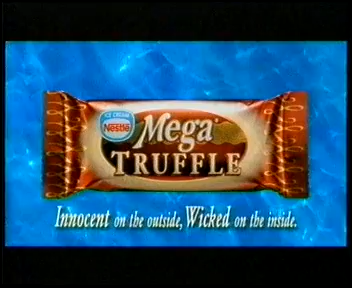 ICE CREAM
Nestlé
Mega
TRUFFLE
Innocent on the outside, Wicked on the inside.